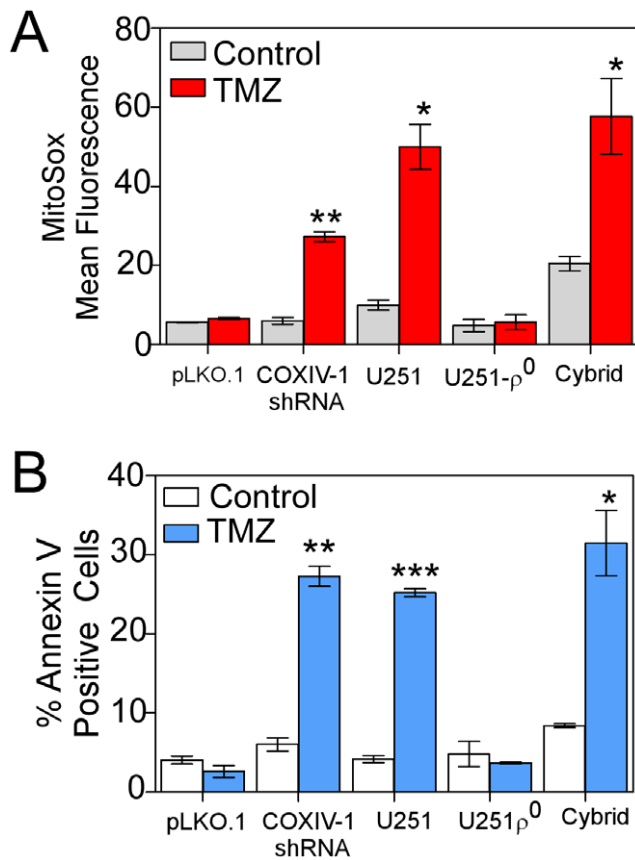 A
MitoSox
Mean Fluorescence
80
60
40
20
0
Control
TMZ
**
*
*
pLKO.1
COXIV-1
shRNA
U251
U251-ρ⁰
Cybrid
B
% Annexin V
Positive Cells
40
30
20
10
0
Control
TMZ
**
***
*
pLKO.1
COXIV-1
shRNA
U251
U251ρ⁰
Cybrid